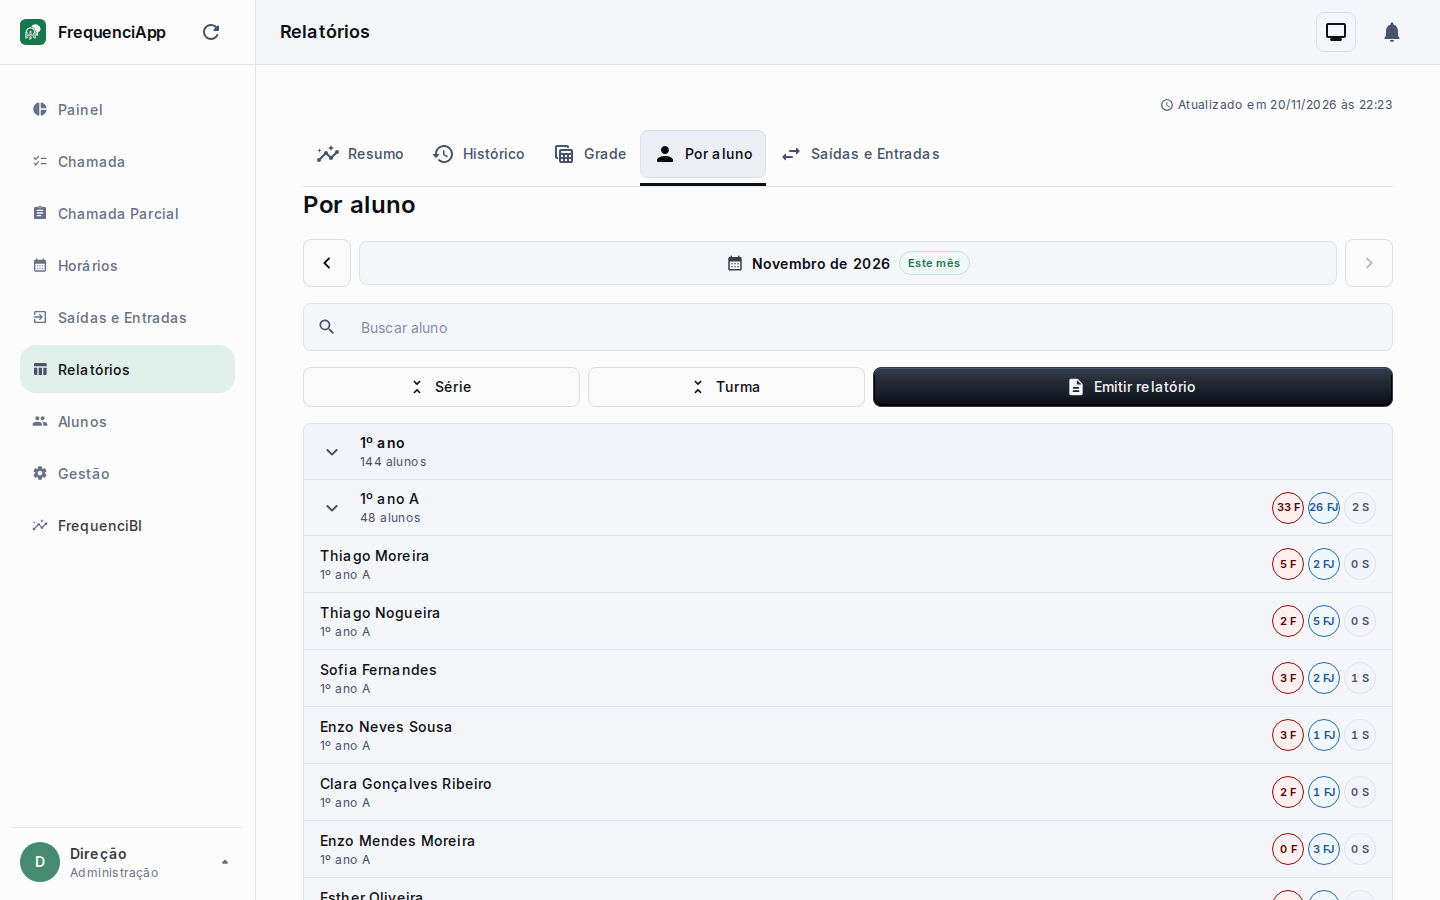 FrequenciApp
Relatórios
Atualizado em 20/11/2026 às 22:23
Painel
Chamada
Chamada Parcial
Horários
Saídas e Entradas
Relatórios
Alunos
Gestão
FrequenciBI
Resumo
Histórico
Grade
Por aluno
Saídas e Entradas
Por aluno
Novembro de 2026 Este mês
Buscar aluno
Série
Turma
Emitir relatório
1º ano
144 alunos
1º ano A
48 alunos
33 F 26 FJ 2 S
Thiago Moreira
1º ano A
5 F 2 FJ 0 S
Thiago Nogueira
1º ano A
2 F 5 FJ 0 S
Sofia Fernandes
1º ano A
3 F 2 FJ 1 S
Enzo Neves Sousa
1º ano A
3 F 1 FJ 1 S
Clara Gonçalves Ribeiro
1º ano A
2 F 1 FJ 0 S
Enzo Mendes Moreira
1º ano A
0 F 3 FJ 0 S
Esther Oliveira
D
Direção
Administração